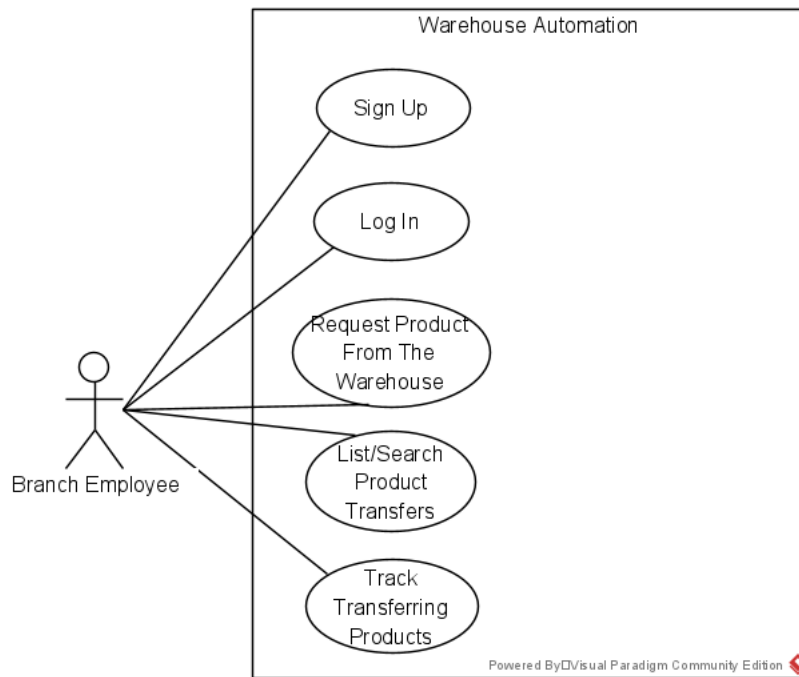 Warehouse Automation
Sign Up
Log In
Request Product
From The
Warehouse
Branch Employee
List/Search
Product
Transfers
Track
Transferring
Products
Powered By□Visual Paradigm Community Edition